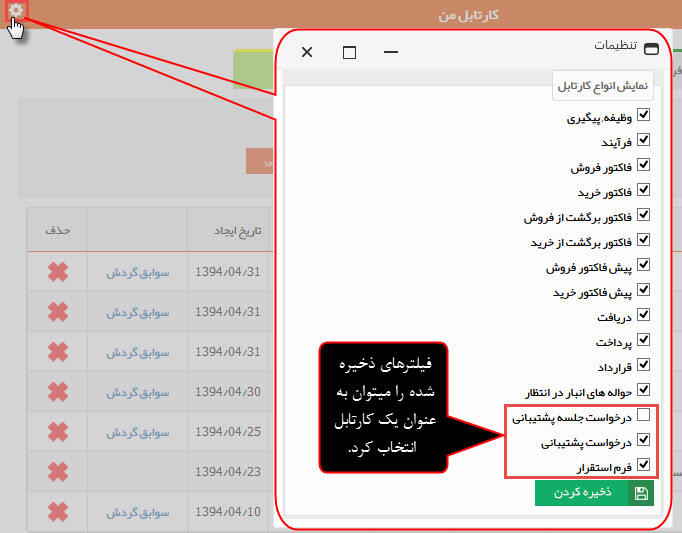 کارتابل من
تنظیمات
نمایش انواع کارتابل
وظیفه, پیگیری
فرآیند
فاکتور فروش
فاکتور خرید
فاکتور برگشت از فروش
فاکتور برگشت از خرید
پیش فاکتور فروش
پیش فاکتور خرید
دریافت
پرداخت
قرارداد
حواله های انبار در انتظار
درخواست جلسه پشتیبانی
درخواست پشتیبانی
فرم استقرار
ذخیره کردن
فیلترهای ذخیره
شده را میتوان به
عنوان یک کارتابل
انتخاب کرد.
تاریخ ایجاد
حذف
1394/04/31 سوابق گردش
1394/04/31 سوابق گردش
1394/04/31 سوابق گردش
1394/04/30 سوابق گردش
1394/04/25 سوابق گردش
1394/04/23
1394/04/10 سوابق گردش